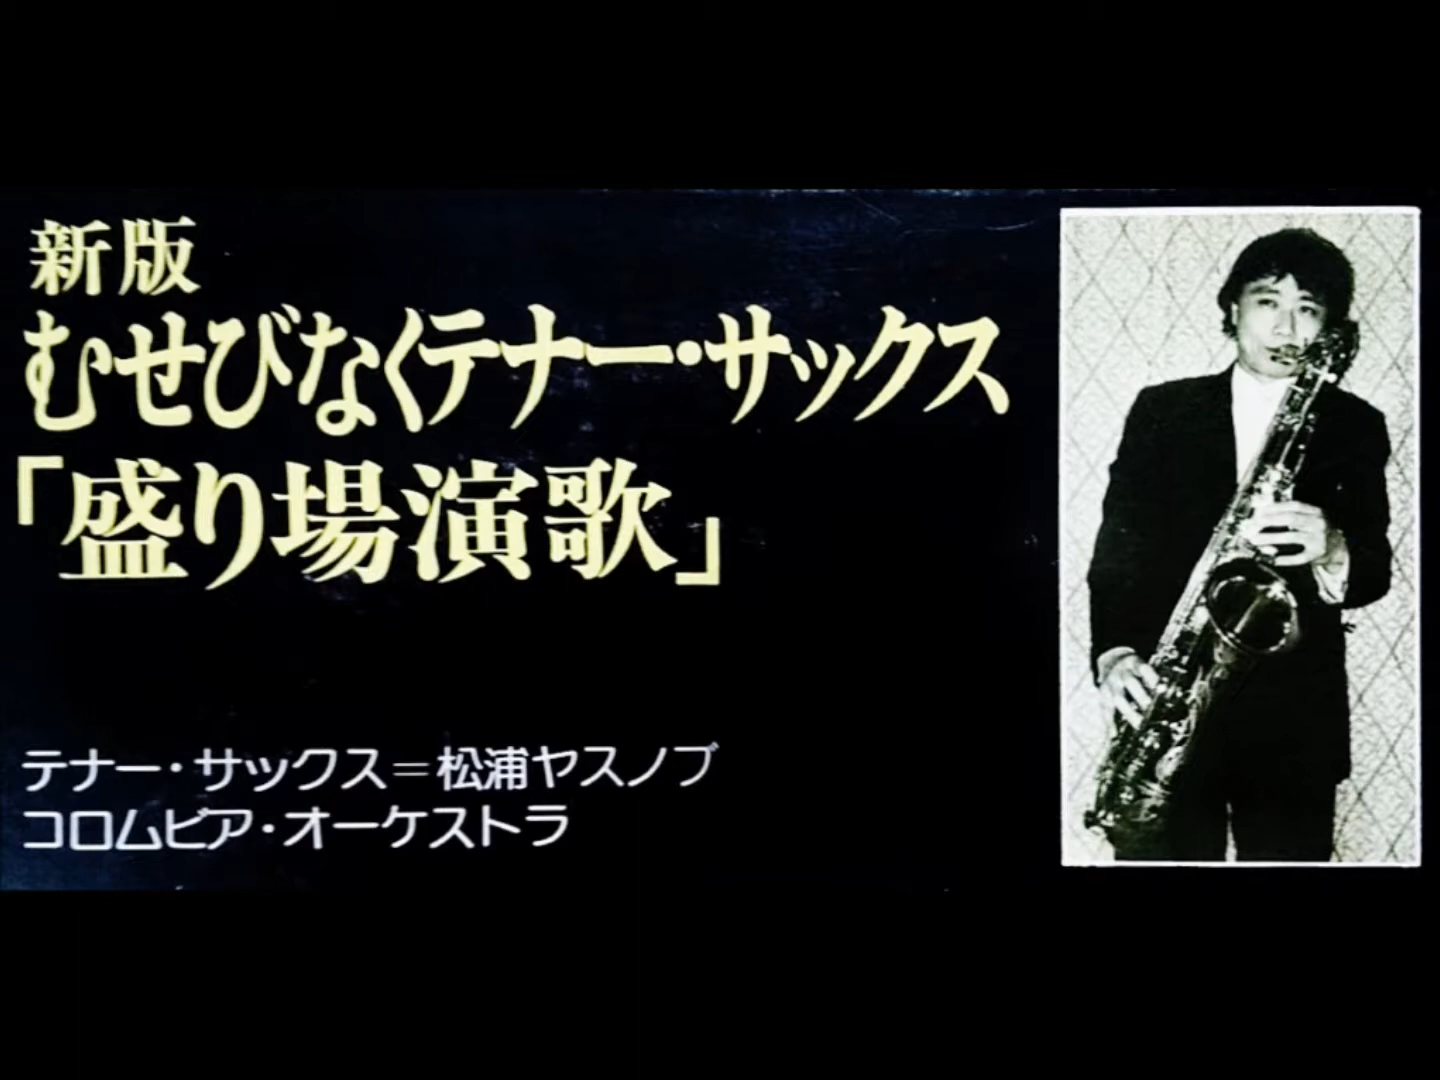 新版
むせびなくテナー・サックス
「盛り場演歌」
テナー・サックス=松浦ヤスノブ
コロムビア・オーケストラ